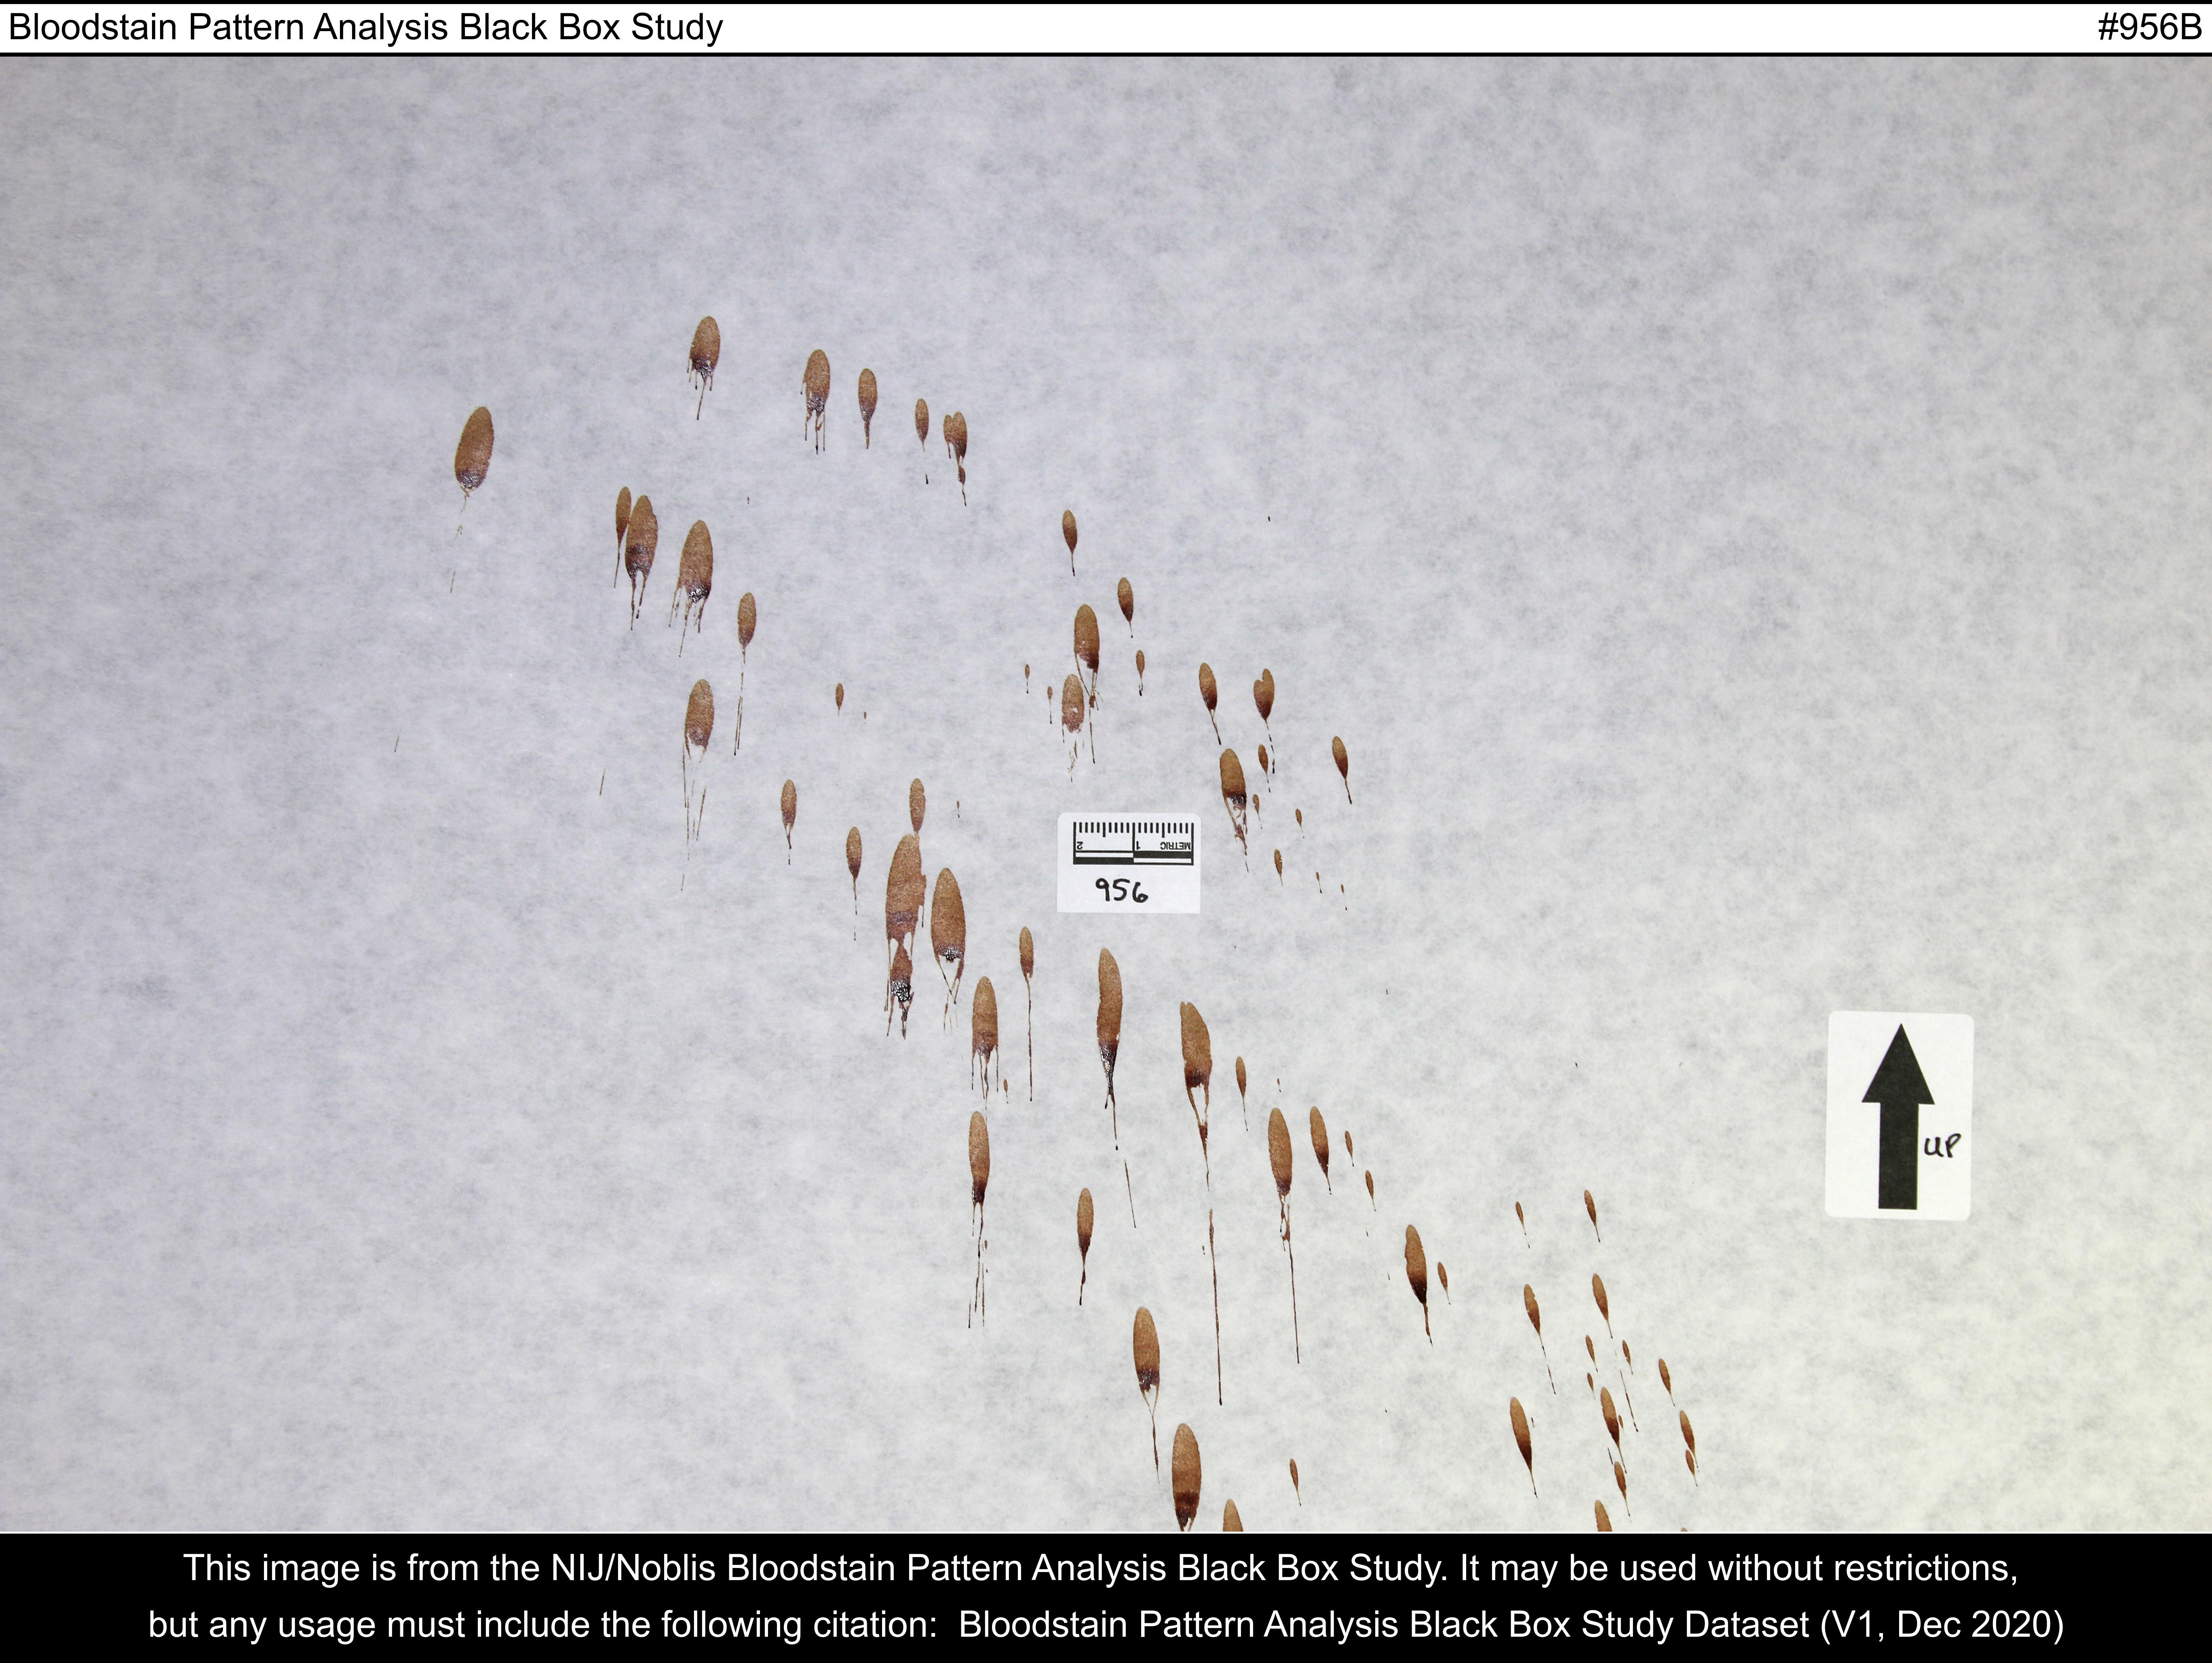 Bloodstain Pattern Analysis Black Box Study #956B
2 1 METRIC
956
UP
This image is from the NIJ/Noblis Bloodstain Pattern Analysis Black Box Study. It may be used without restrictions,
but any usage must include the following citation: Bloodstain Pattern Analysis Black Box Study Dataset (V1, Dec 2020)